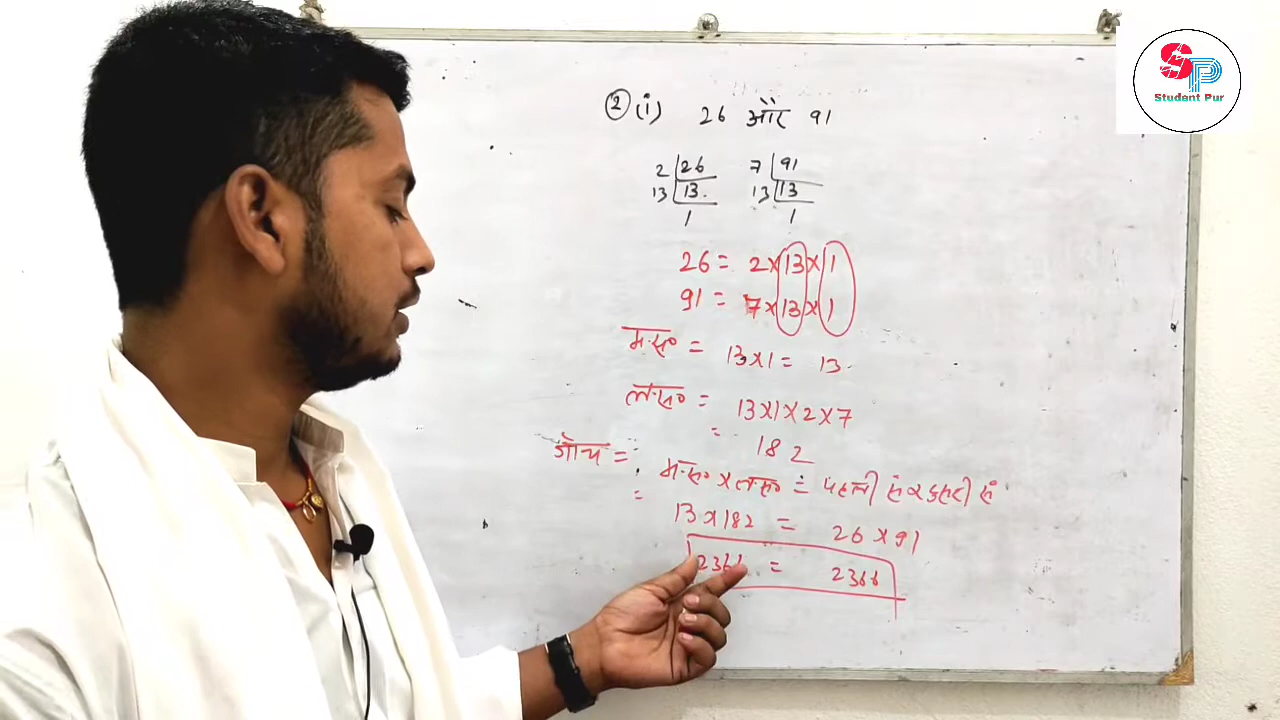 SP
Student Pur
② (i) 26 और 91
2 | 26 7 | 91
13 | 13. 13 | 13
1 1
26 = 2×13×1
91 = 7×13×1
म.स० = 13×1 = 13.
ल.स० = 13×1×2×7
= 182
जाँच =
= म.स० × ल.स० = पहली सं × दुसरी सं
13×182 = 26×91
2366 = 2366